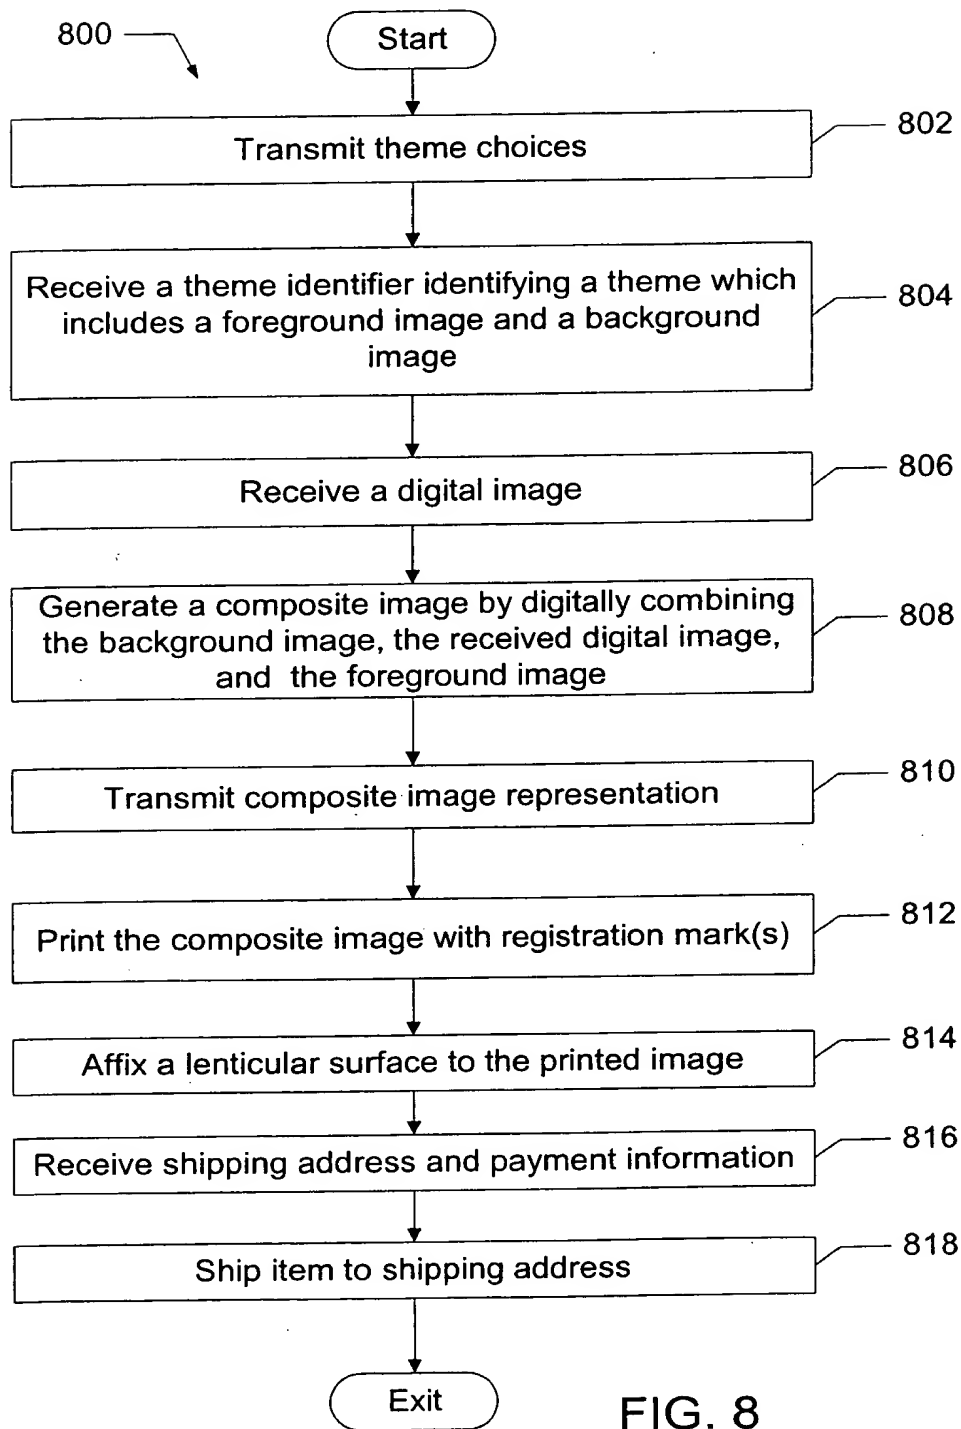 800
Start
Transmit theme choices
802
Receive a theme identifier identifying a theme which
includes a foreground image and a background
image
804
Receive a digital image
806
Generate a composite image by digitally combining
the background image, the received digital image,
and the foreground image
808
Transmit composite image representation
810
Print the composite image with registration mark(s)
812
Affix a lenticular surface to the printed image
814
Receive shipping address and payment information
816
Ship item to shipping address
818
Exit
FIG. 8